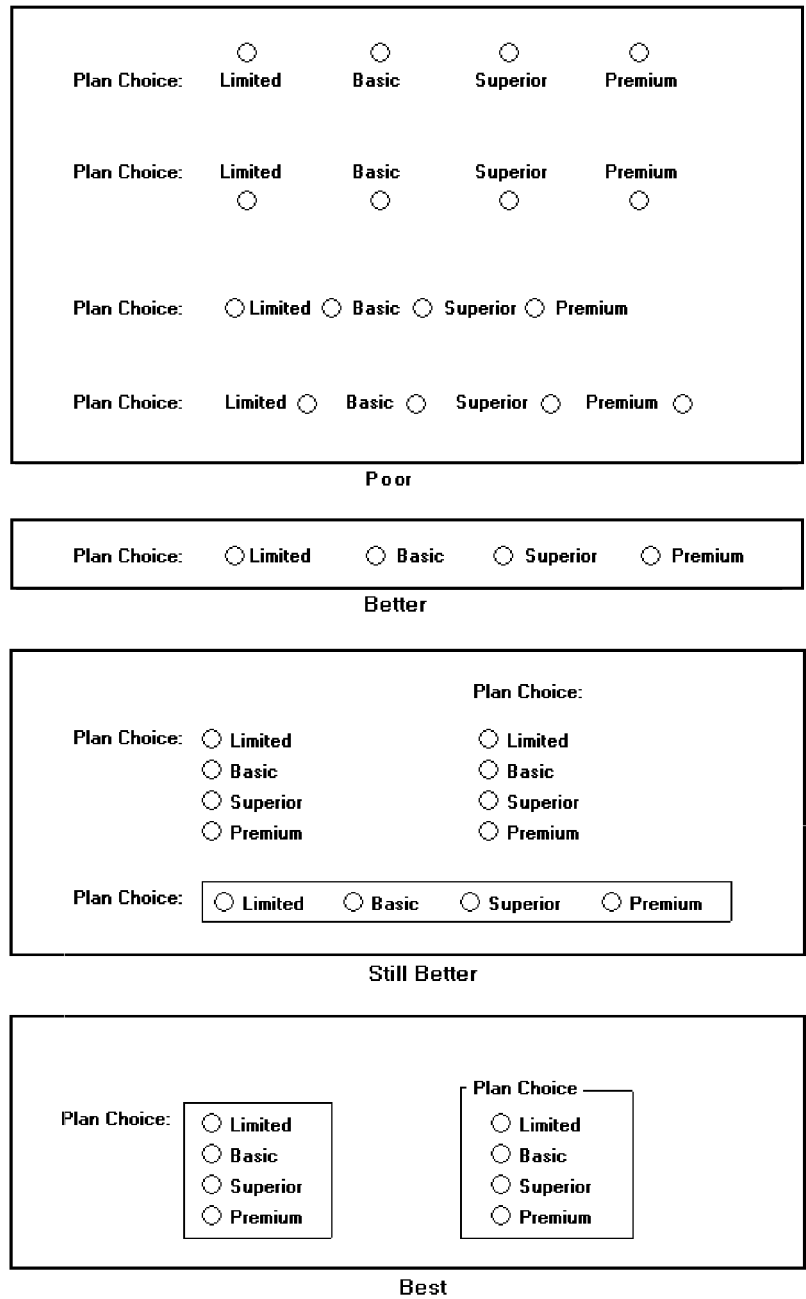 Plan Choice: Limited Basic Superior Premium
Plan Choice: Limited Basic Superior Premium
Plan Choice: Limited Basic Superior Premium
Plan Choice: Limited Basic Superior Premium
Poor
Plan Choice: Limited Basic Superior Premium
Better
Plan Choice: Limited
Basic
Superior
Premium
Plan Choice:
Limited
Basic
Superior
Premium
Plan Choice: Limited Basic Superior Premium
Still Better
Plan Choice: Limited
Basic
Superior
Premium
Plan Choice
Limited
Basic
Superior
Premium
Best